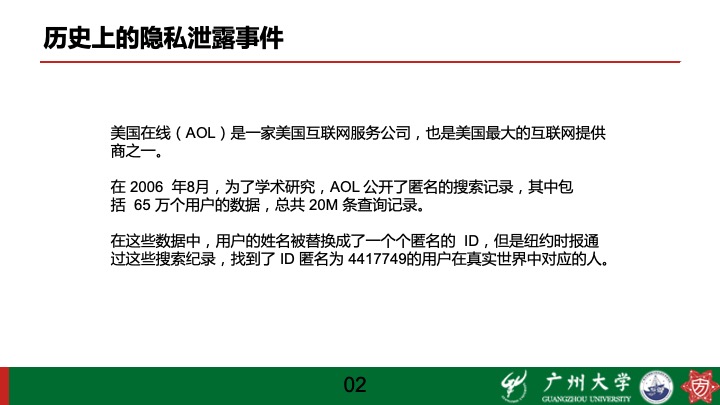 历史上的隐私泄露事件
美国在线（AOL）是一家美国互联网服务公司，也是美国最大的互联网提供
商之一。
在 2006 年8月，为了学术研究，AOL 公开了匿名的搜索记录，其中包
括 65 万个用户的数据，总共 20M 条查询记录。
在这些数据中，用户的姓名被替换成了一个个匿名的 ID，但是纽约时报通
过这些搜索纪录，找到了 ID 匿名为 4417749的用户在真实世界中对应的人。
02
广州大学
GUANGZHOU UNIVERSITY